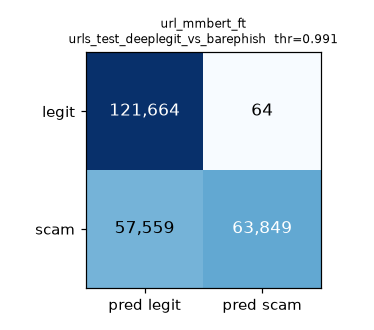 url_mmbert_ft
urls_test_deeplegit_vs_barephish  thr=0.991
legit
121,664
64
scam
57,559
63,849
pred legit
pred scam